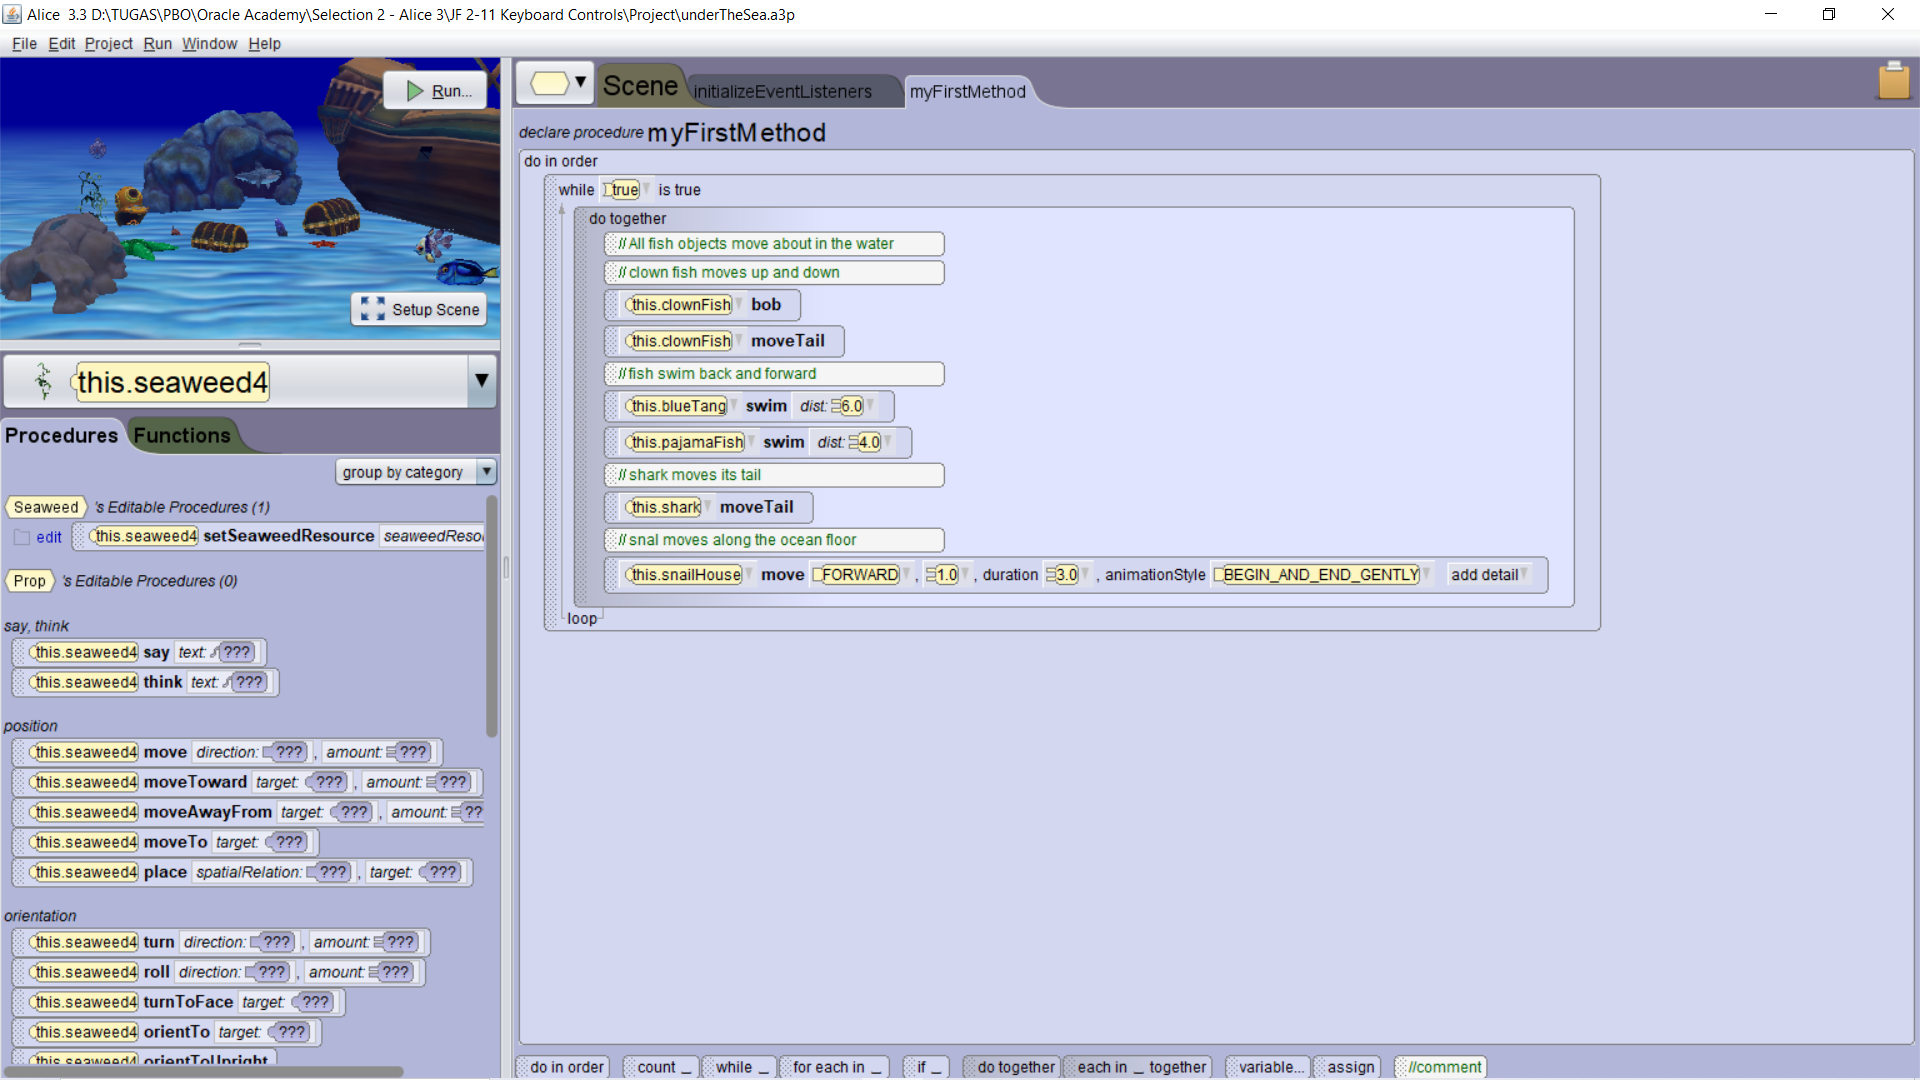 Alice 3.3 D:\TUGAS\PBO\Oracle Academy\Selection 2 - Alice 3\JF 2-11 Keyboard Controls\Project\underTheSea.a3p
File Edit Project Run Window Help
Run...
Setup Scene
this.seaweed4
Procedures Functions
group by category
Seaweed 's Editable Procedures (1)
edit this.seaweed4 setSeaweedResource seaweedResou
Prop 's Editable Procedures (0)
say, think
this.seaweed4 say text: ???
this.seaweed4 think text: ???
position
this.seaweed4 move direction: ??? , amount: ???
this.seaweed4 moveToward target: ??? , amount: ???
this.seaweed4 moveAwayFrom target: ??? , amount: ??
this.seaweed4 moveTo target: ???
this.seaweed4 place spatialRelation: ??? , target: ???
orientation
this.seaweed4 turn direction: ??? , amount: ???
this.seaweed4 roll direction: ??? , amount: ???
this.seaweed4 turnToFace target: ???
this.seaweed4 orientTo target: ???
this.seaweed4 orientToUpright
Scene initializeEventListeners myFirstMethod
declare procedure myFirstMethod
do in order
while true is true
do together
//All fish objects move about in the water
//clown fish moves up and down
this.clownFish bob
this.clownFish moveTail
//fish swim back and forward
this.blueTang swim dist: 6.0
this.pajamaFish swim dist: 4.0
//shark moves its tail
this.shark moveTail
//snal moves along the ocean floor
this.snailHouse move FORWARD , 1.0 , duration 3.0 , animationStyle BEGIN_AND_END_GENTLY add detail
loop
do in order count _ while _ for each in _ if _ do together each in _ together variable... assign //comment